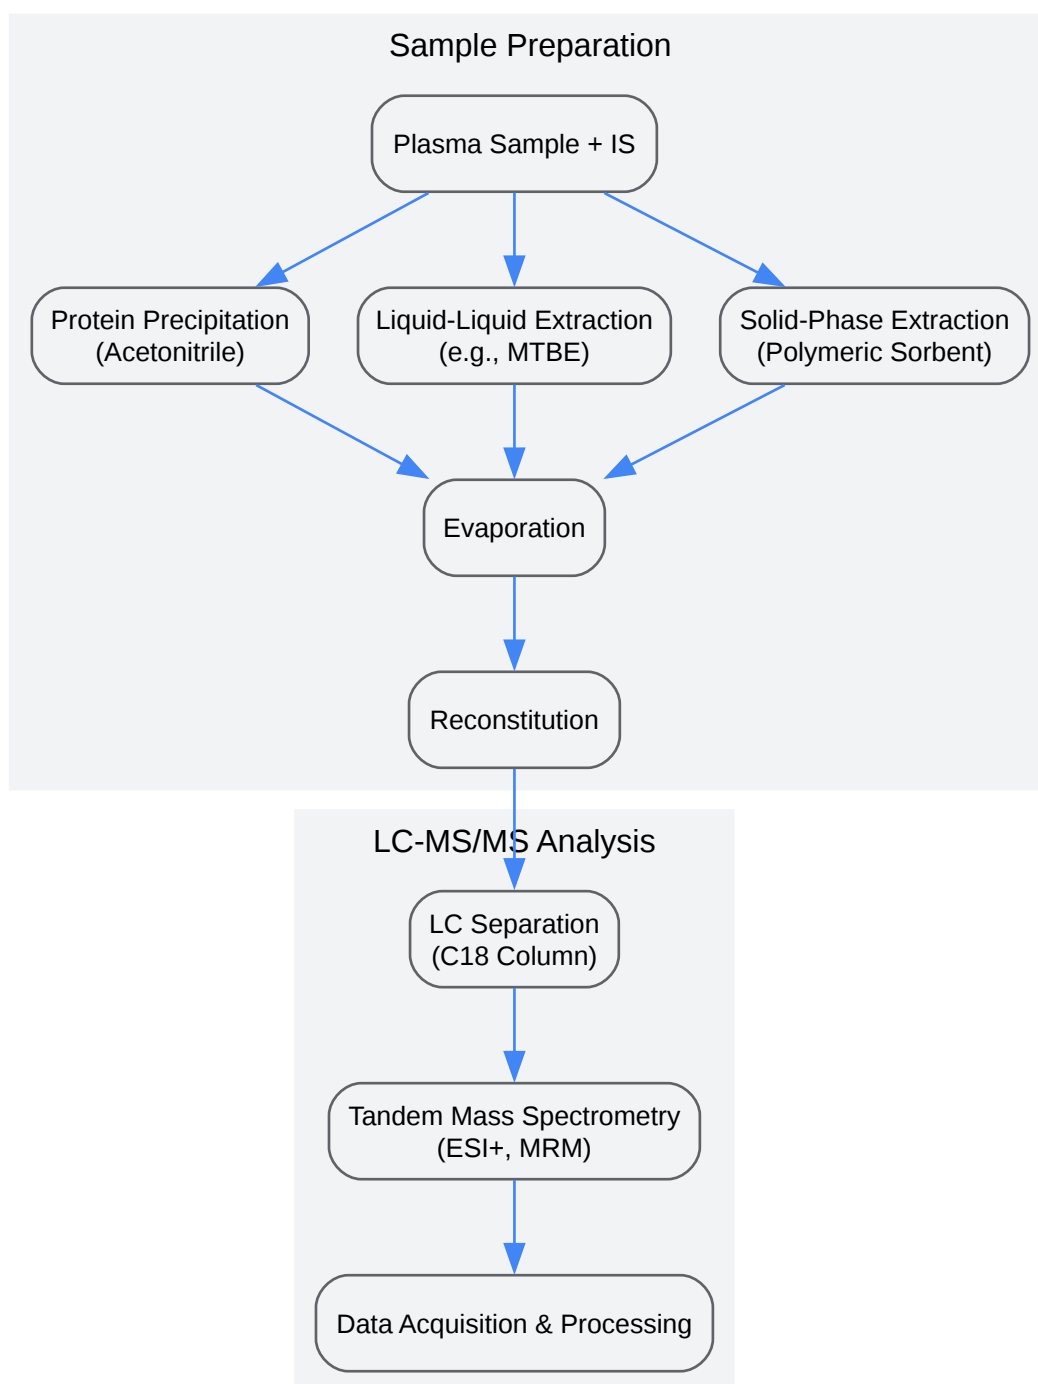 Sample Preparation
Plasma Sample + IS
Protein Precipitation
(Acetonitrile)
Liquid-Liquid Extraction
(e.g., MTBE)
Solid-Phase Extraction
(Polymeric Sorbent)
Evaporation
Reconstitution
LC-MS/MS Analysis
LC Separation
(C18 Column)
Tandem Mass Spectrometry
(ESI+, MRM)
Data Acquisition & Processing